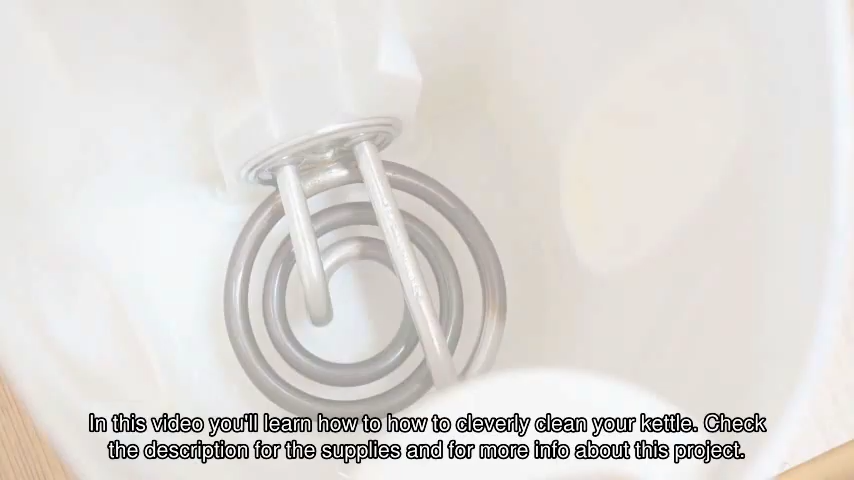 In this video you'll learn how to how to cleverly clean your kettle. Check
the description for the supplies and for more info about this project.